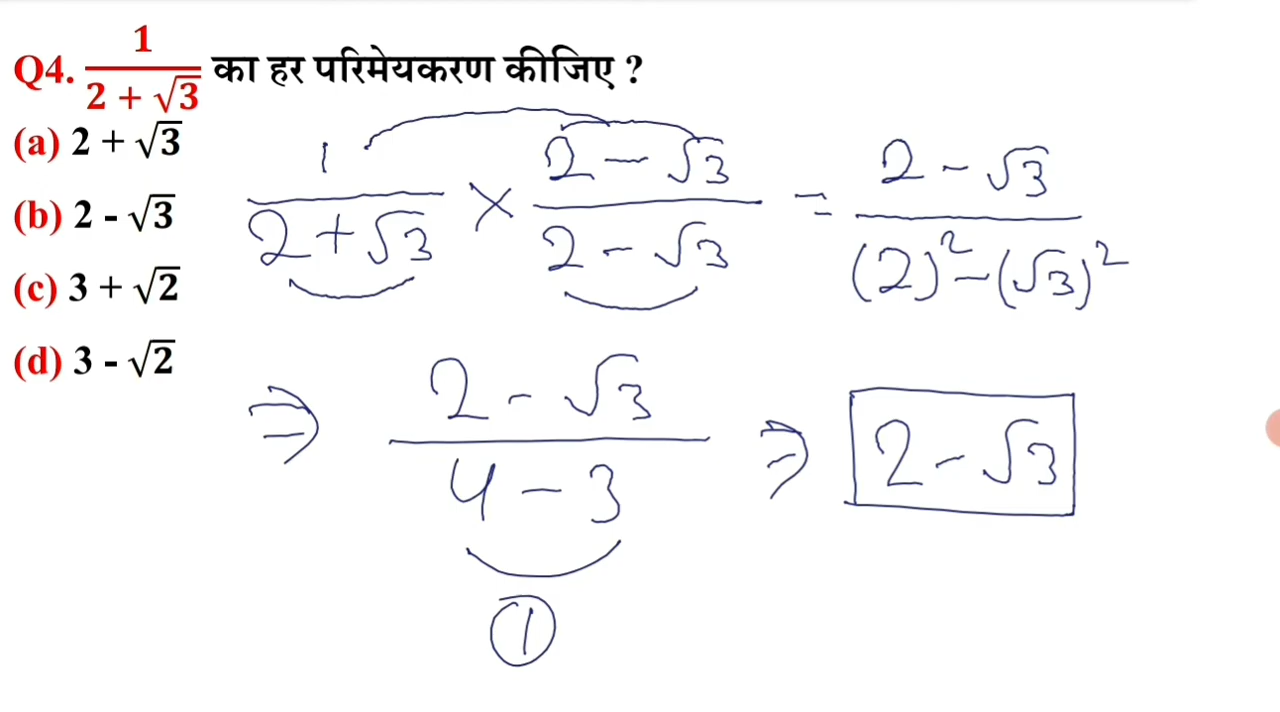 Q4. 1/(2 + √3) का हर परिमेयकरण कीजिए ?
(a) 2 + √3
(b) 2 - √3
(c) 3 + √2
(d) 3 - √2
1/(2 + √3) × (2 - √3)/(2 - √3) = (2 - √3)/((2)² - (√3)²)
⇒ (2 - √3)/(4 - 3) ⇒ 2 - √3
1